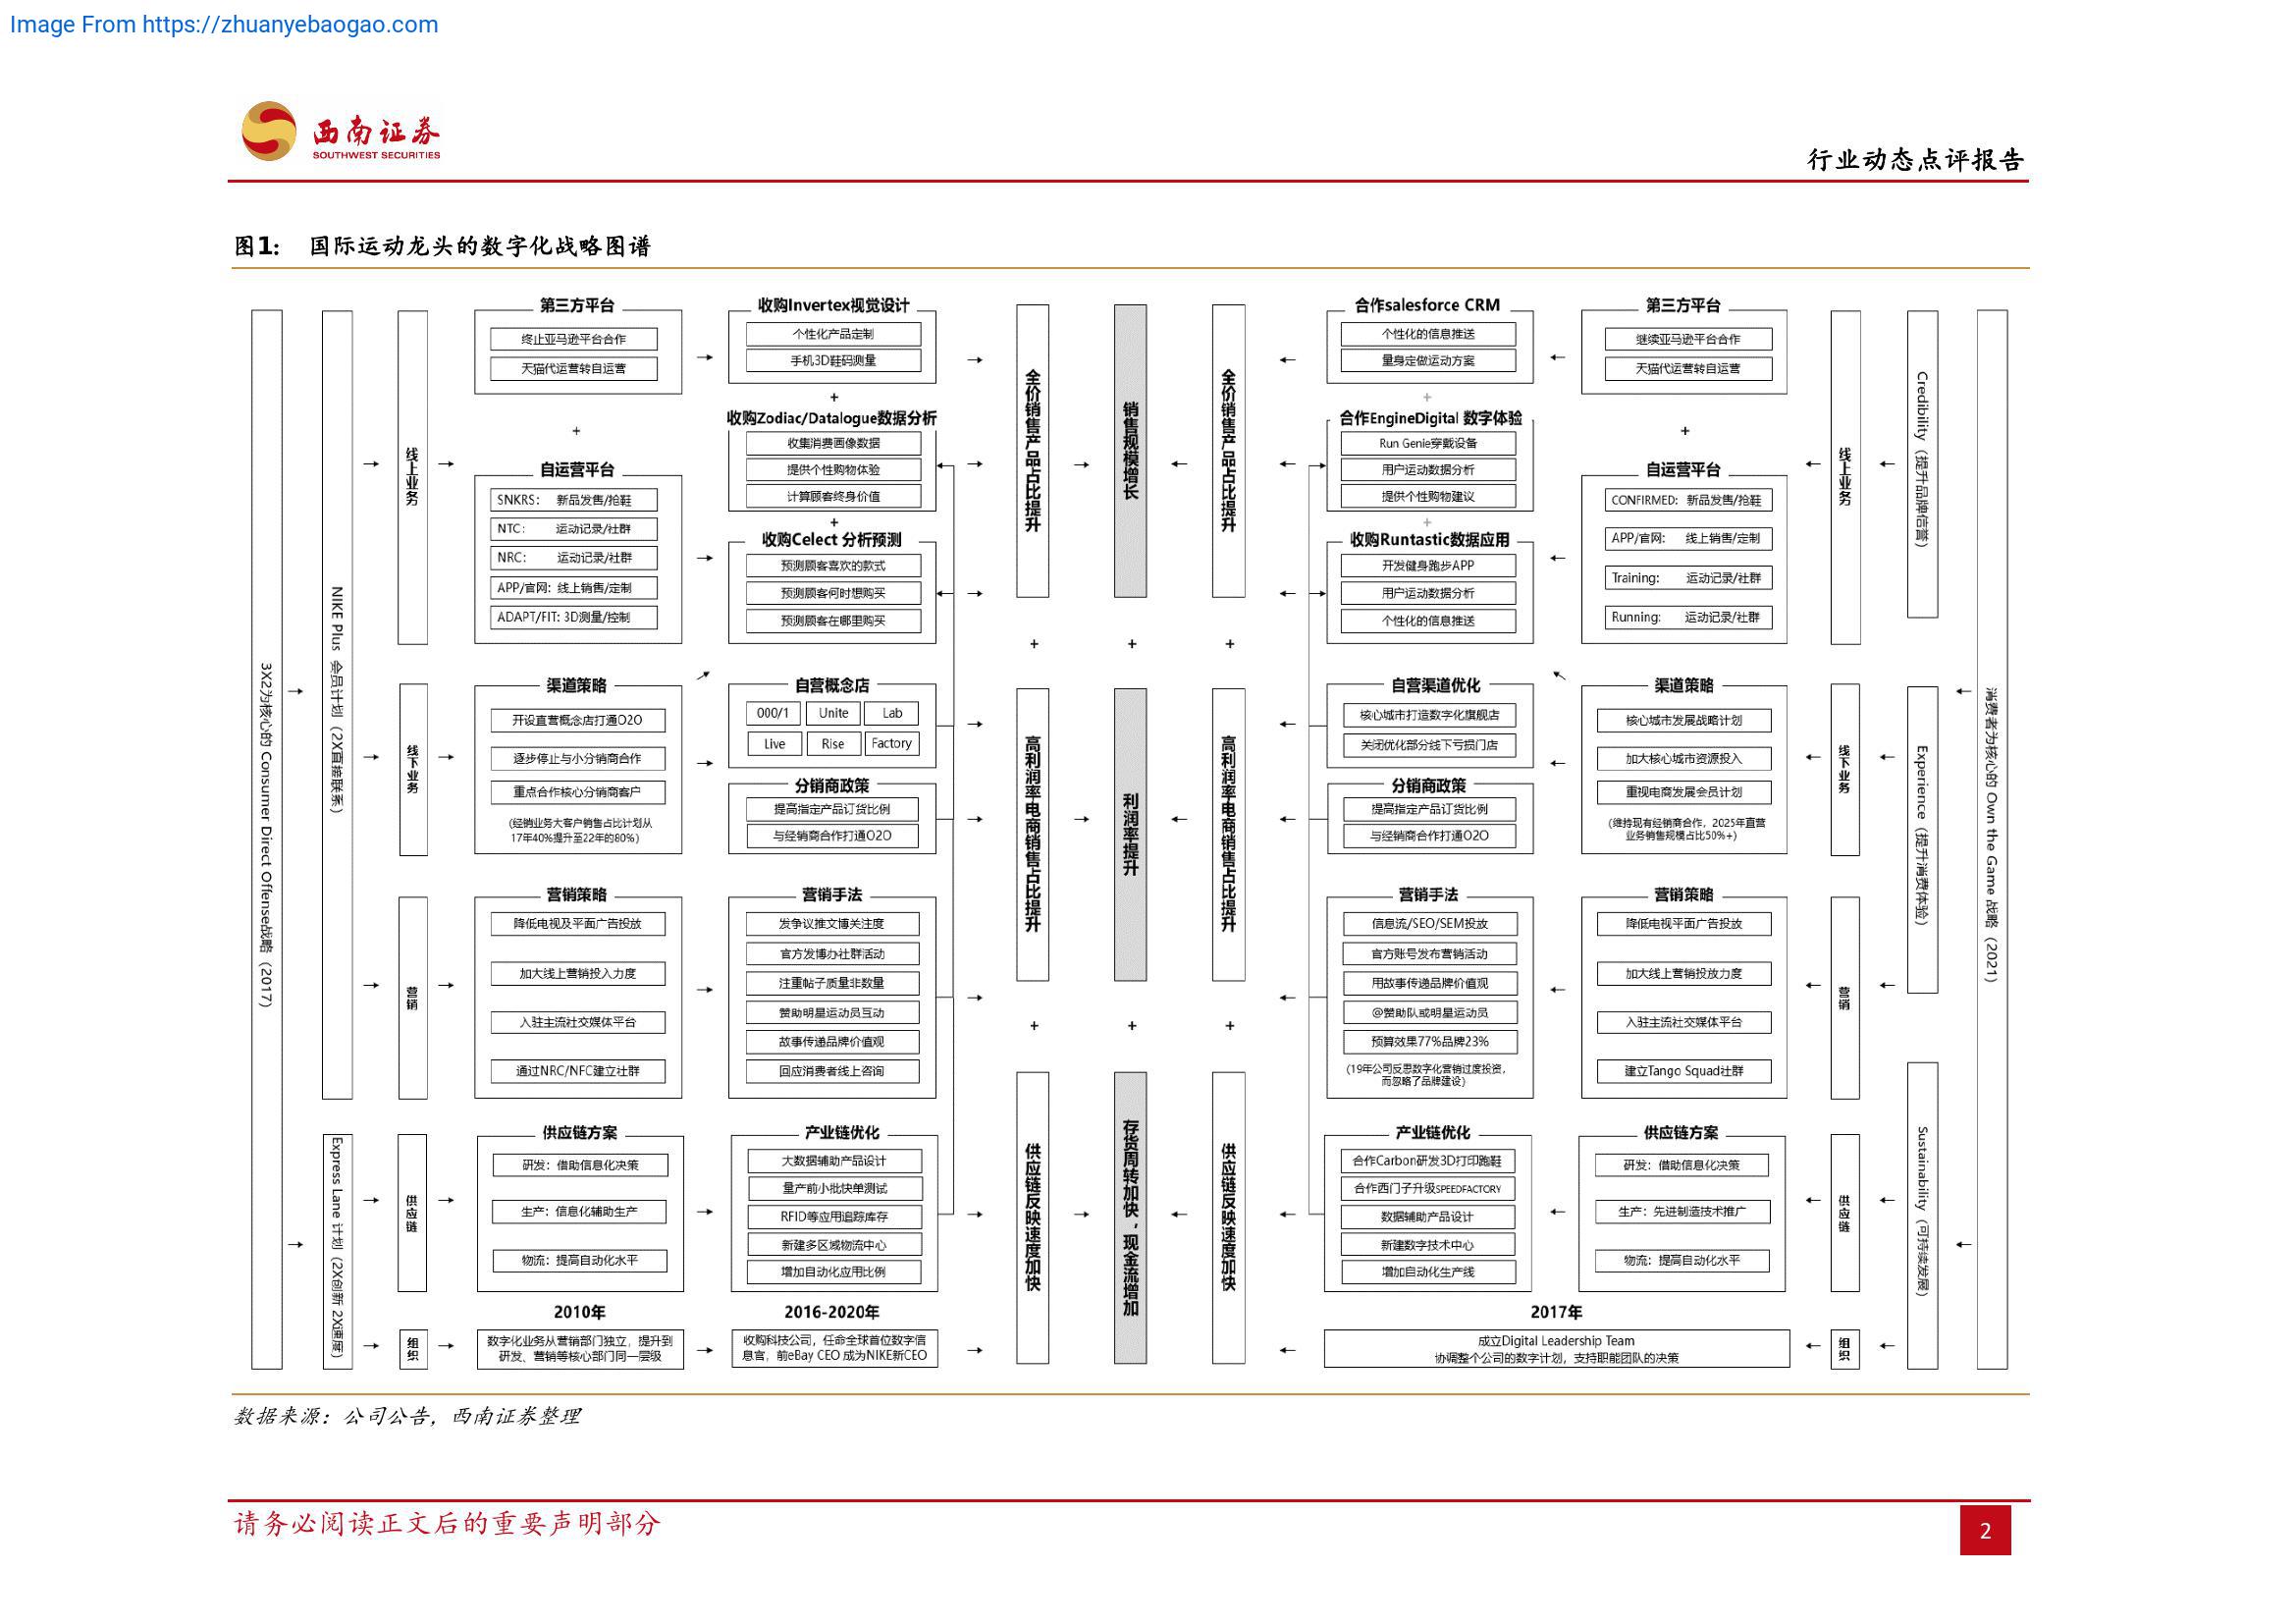 Image From https://zhuanyebaogao.com
西南证券
SOUTHWEST SECURITIES
行业动态点评报告
图1： 国际运动龙头的数字化战略图谱
3X2为核心的 Consumer Direct Offense战略（2017）
NIKE Plus 会员计划（2X直接联系）
Express Lane 计划（2X创新 2X速度）
线上业务
线下业务
营销
供应链
组织
第三方平台
终止亚马逊平台合作
天猫代运营转自运营
+
自运营平台
SNKRS： 新品发售/抢鞋
NTC： 运动记录/社群
NRC： 运动记录/社群
APP/官网：线上销售/定制
ADAPT/FIT: 3D测量/控制
渠道策略
开设直营概念店打通O2O
逐步停止与小分销商合作
重点合作核心分销商客户
（经销业务大客户销售占比计划从
17年40%提升至22年的80%）
营销策略
降低电视及平面广告投放
加大线上营销投入力度
入驻主流社交媒体平台
通过NRC/NFC建立社群
供应链方案
研发：借助信息化决策
生产：信息化辅助生产
物流：提高自动化水平
2010年
数字化业务从营销部门独立，提升到
研发、营销等核心部门同一层级
收购Invertex视觉设计
个性化产品定制
手机3D鞋码测量
+
收购Zodiac/Datalogue数据分析
收集消费画像数据
提供个性购物体验
计算顾客终身价值
+
收购Celect 分析预测
预测顾客喜欢的款式
预测顾客何时想购买
预测顾客在哪里购买
自营概念店
000/1 Unite Lab
Live Rise Factory
分销商政策
提高指定产品订货比例
与经销商合作打通O2O
营销手法
发争议推文博关注度
官方发博办社群活动
注重帖子质量非数量
赞助明星运动员互动
故事传递品牌价值观
回应消费者线上咨询
产业链优化
大数据辅助产品设计
量产前小批快单测试
RFID等应用追踪库存
新建多区域物流中心
增加自动化应用比例
2016-2020年
收购科技公司，任命全球首位数字信
息官，前eBay CEO 成为NIKE新CEO
全价销售产品占比提升
+
高利润率电商销售占比提升
+
供应链反映速度加快
销售规模增长
+
利润率提升
+
存货周转加快，现金流增加
全价销售产品占比提升
+
高利润率电商销售占比提升
+
供应链反映速度加快
合作salesforce CRM
个性化的信息推送
量身定做运动方案
+
合作EngineDigital 数字体验
Run Genie穿戴设备
用户运动数据分析
提供个性购物建议
+
收购Runtastic数据应用
开发健身跑步APP
用户运动数据分析
个性化的信息推送
自营渠道优化
核心城市打造数字化旗舰店
关闭优化部分线下亏损门店
分销商政策
提高指定产品订货比例
与经销商合作打通O2O
营销手法
信息流/SEO/SEM投放
官方账号发布营销活动
用故事传递品牌价值观
@赞助队或明星运动员
预算效果77%品牌23%
（19年公司反思数字化营销过度投资，
而忽略了品牌建设）
产业链优化
合作Carbon研发3D打印跑鞋
合作西门子升级SPEEDFACTORY
数据辅助产品设计
新建数字技术中心
增加自动化生产线
2017年
成立Digital Leadership Team
协调整个公司的数字计划，支持职能团队的决策
第三方平台
继续亚马逊平台合作
天猫代运营转自运营
+
自运营平台
CONFIRMED: 新品发售/抢鞋
APP/官网: 线上销售/定制
Training: 运动记录/社群
Running: 运动记录/社群
渠道策略
核心城市发展战略计划
加大核心城市资源投入
重视电商发展会员计划
（维持现有经销商合作，2025年直营
业务销售规模占比50%+）
营销策略
降低电视平面广告投放
加大线上营销投放力度
入驻主流社交媒体平台
建立Tango Squad社群
供应链方案
研发：借助信息化决策
生产：先进制造技术推广
物流：提高自动化水平
线上业务
线下业务
营销
供应链
组织
Credibility（提升品牌信誉）
Experience（提升消费体验）
Sustainability（可持续发展）
消费者为核心的 Own the Game 战略（2021）
数据来源：公司公告，西南证券整理
请务必阅读正文后的重要声明部分
2